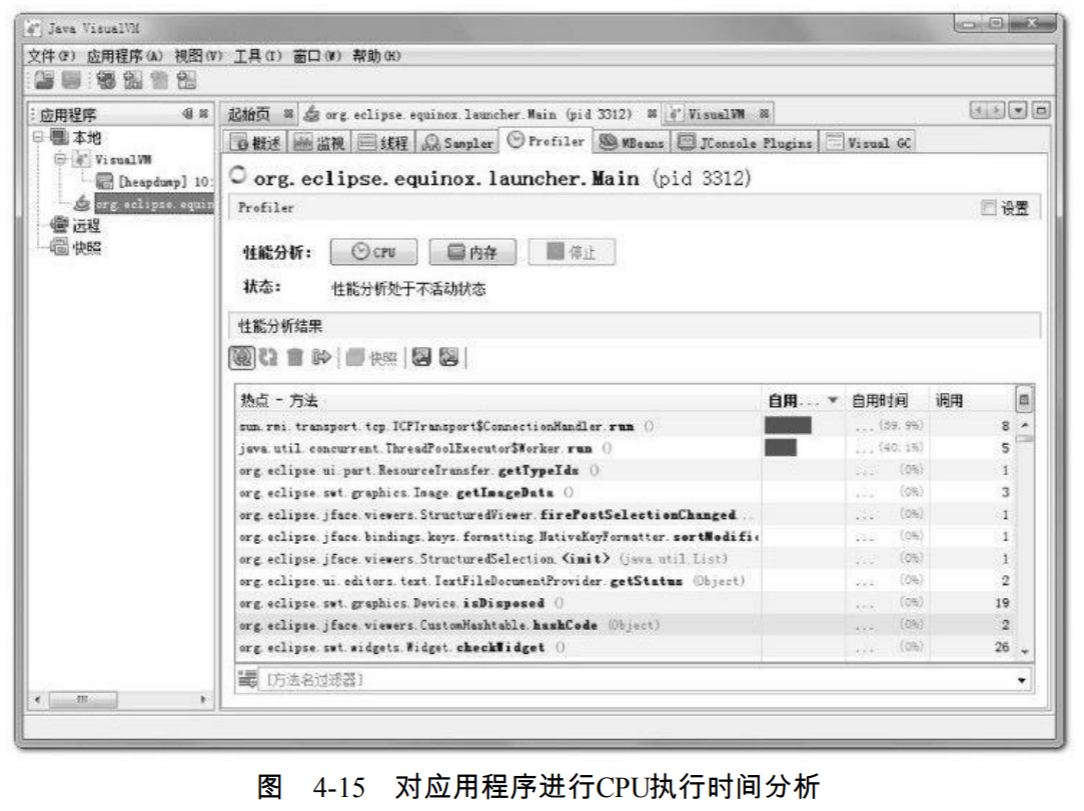 Java VisualVM
文件(F) 应用程序(A) 视图(V) 工具(T) 窗口(W) 帮助(H)
应用程序
本地
VisualVM
[heapdump] 10:
org.eclipse.equin
远程
快照
起始页 org.eclipse.equinox.launcher.Main (pid 3312) VisualVM
概述 监视 线程 Sampler Profiler MBeans JConsole Plugins Visual GC
org.eclipse.equinox.launcher.Main (pid 3312)
Profiler 设置
性能分析: CPU 内存 停止
状态: 性能分析处于不活动状态
性能分析结果
快照
热点 - 方法 自用... 自用时间 调用
sun.rmi.transport.tcp.TCPTransport$ConnectionHandler.run () ... (59.9%) 8
java.util.concurrent.ThreadPoolExecutor$Worker.run () ... (40.1%) 5
org.eclipse.ui.part.ResourceTransfer.getTypeIds () ... (0%) 1
org.eclipse.swt.graphics.Image.getImageData () ... (0%) 3
org.eclipse.jface.viewers.StructuredViewer.firePostSelectionChanged... ... (0%) 1
org.eclipse.jface.bindings.keys.formatting.NativeKeyFormatter.sortModifi ... (0%) 1
org.eclipse.jface.viewers.StructuredSelection.<init> (java.util.List) ... (0%) 1
org.eclipse.ui.editors.text.TextFileDocumentProvider.getStatus (Object) ... (0%) 2
org.eclipse.swt.graphics.Device.isDisposed () ... (0%) 19
org.eclipse.jface.viewers.CustomHashtable.hashCode (Object) ... (0%) 2
org.eclipse.swt.widgets.Widget.checkWidget () ... (0%) 26
[方法名过滤器]
图 4-15 对应用程序进行CPU执行时间分析